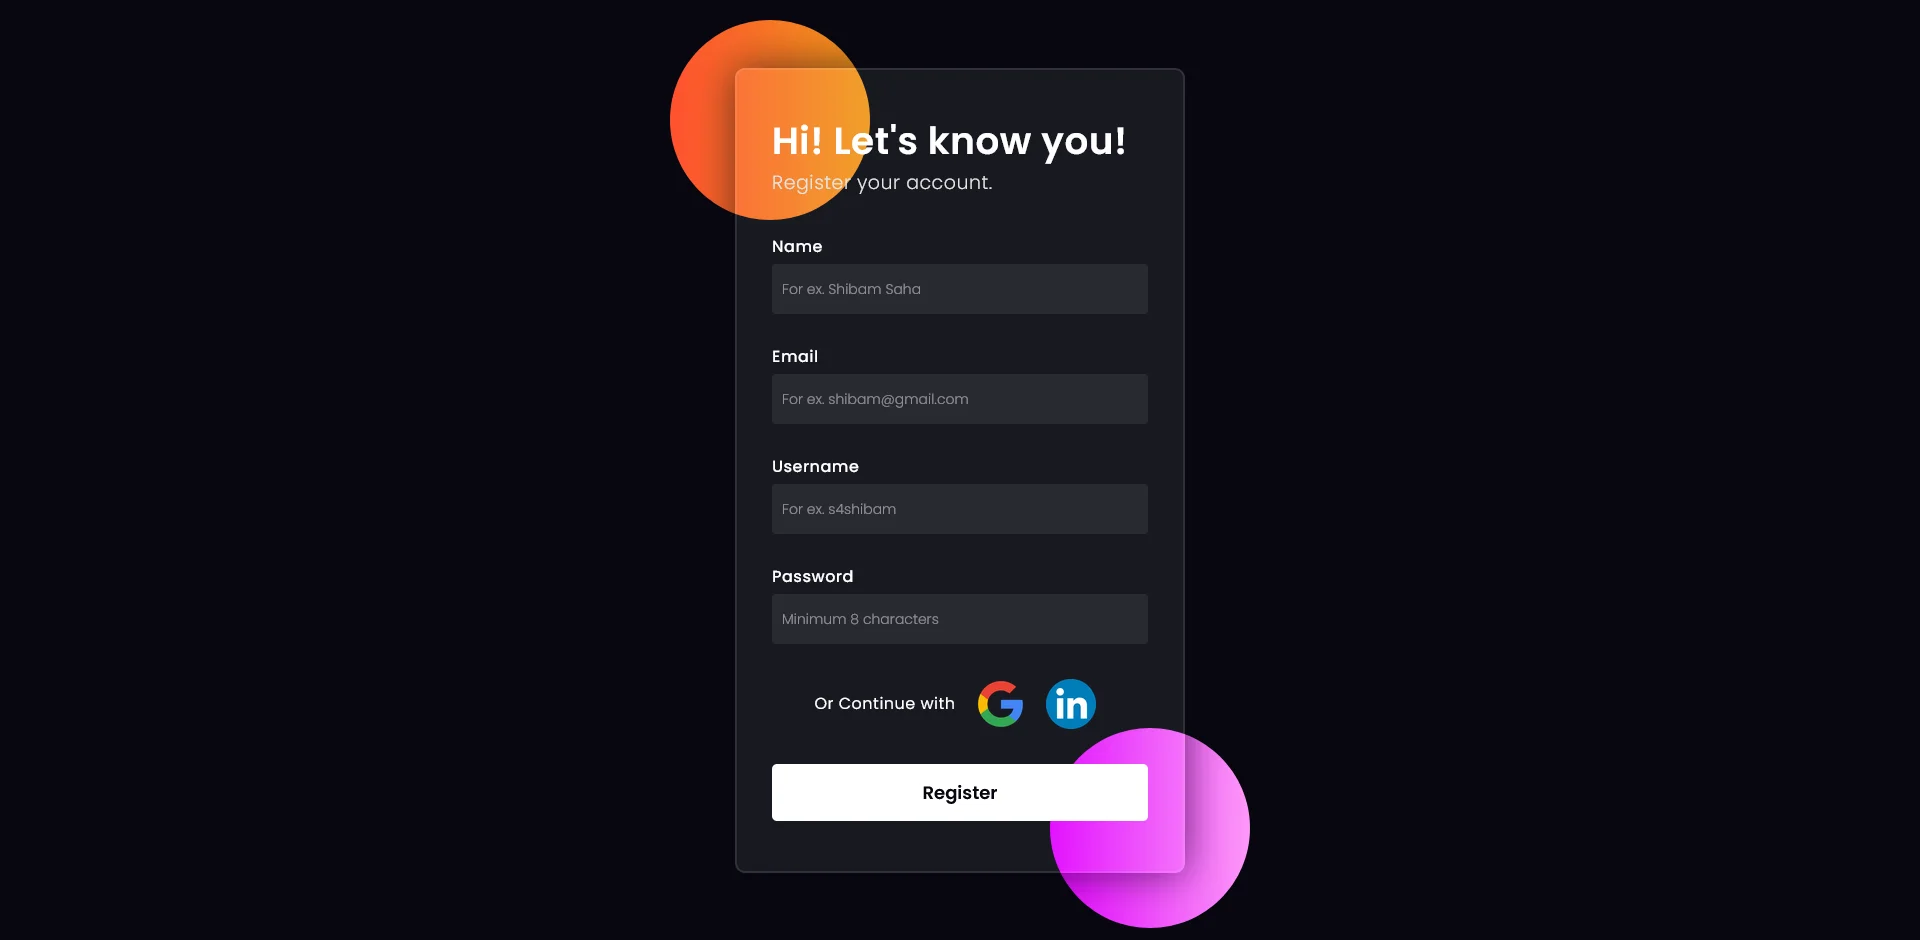 Hi! Let's know you!
Register your account.
Name
For ex. Shibam Saha
Email
For ex. shibam@gmail.com
Username
For ex. s4shibam
Password
Minimum 8 characters
Or Continue with G in
Register